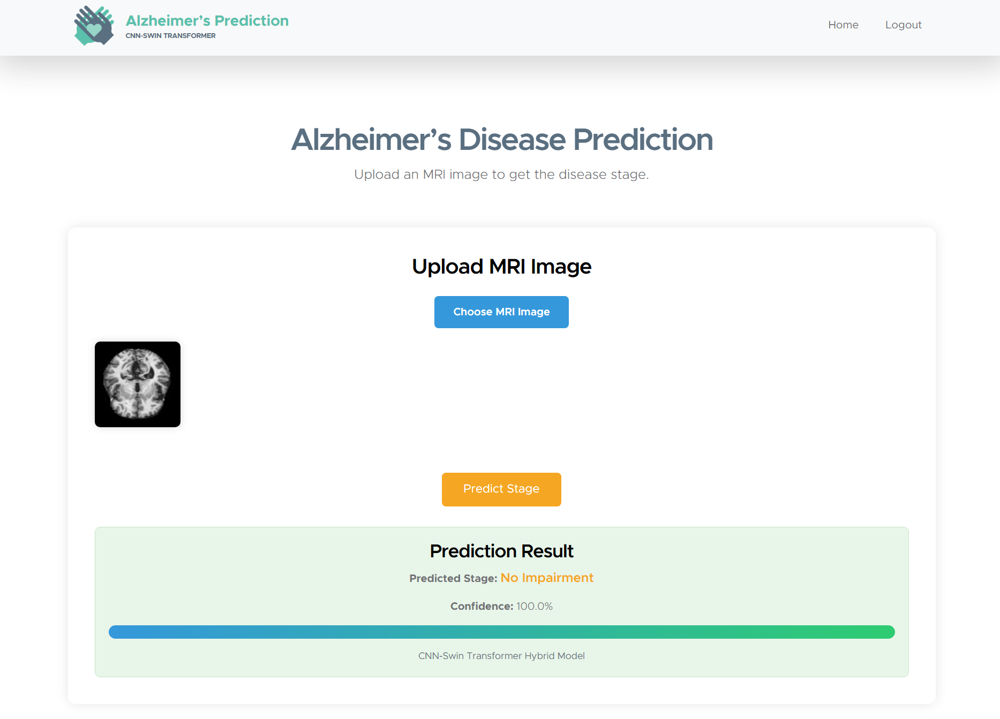 Alzheimer’s Prediction
CNN-SWIN TRANSFORMER
Home
Logout
Alzheimer’s Disease Prediction
Upload an MRI image to get the disease stage.
Upload MRI Image
Choose MRI Image
Predict Stage
Prediction Result
Predicted Stage: No Impairment
Confidence: 100.0%
CNN-Swin Transformer Hybrid Model